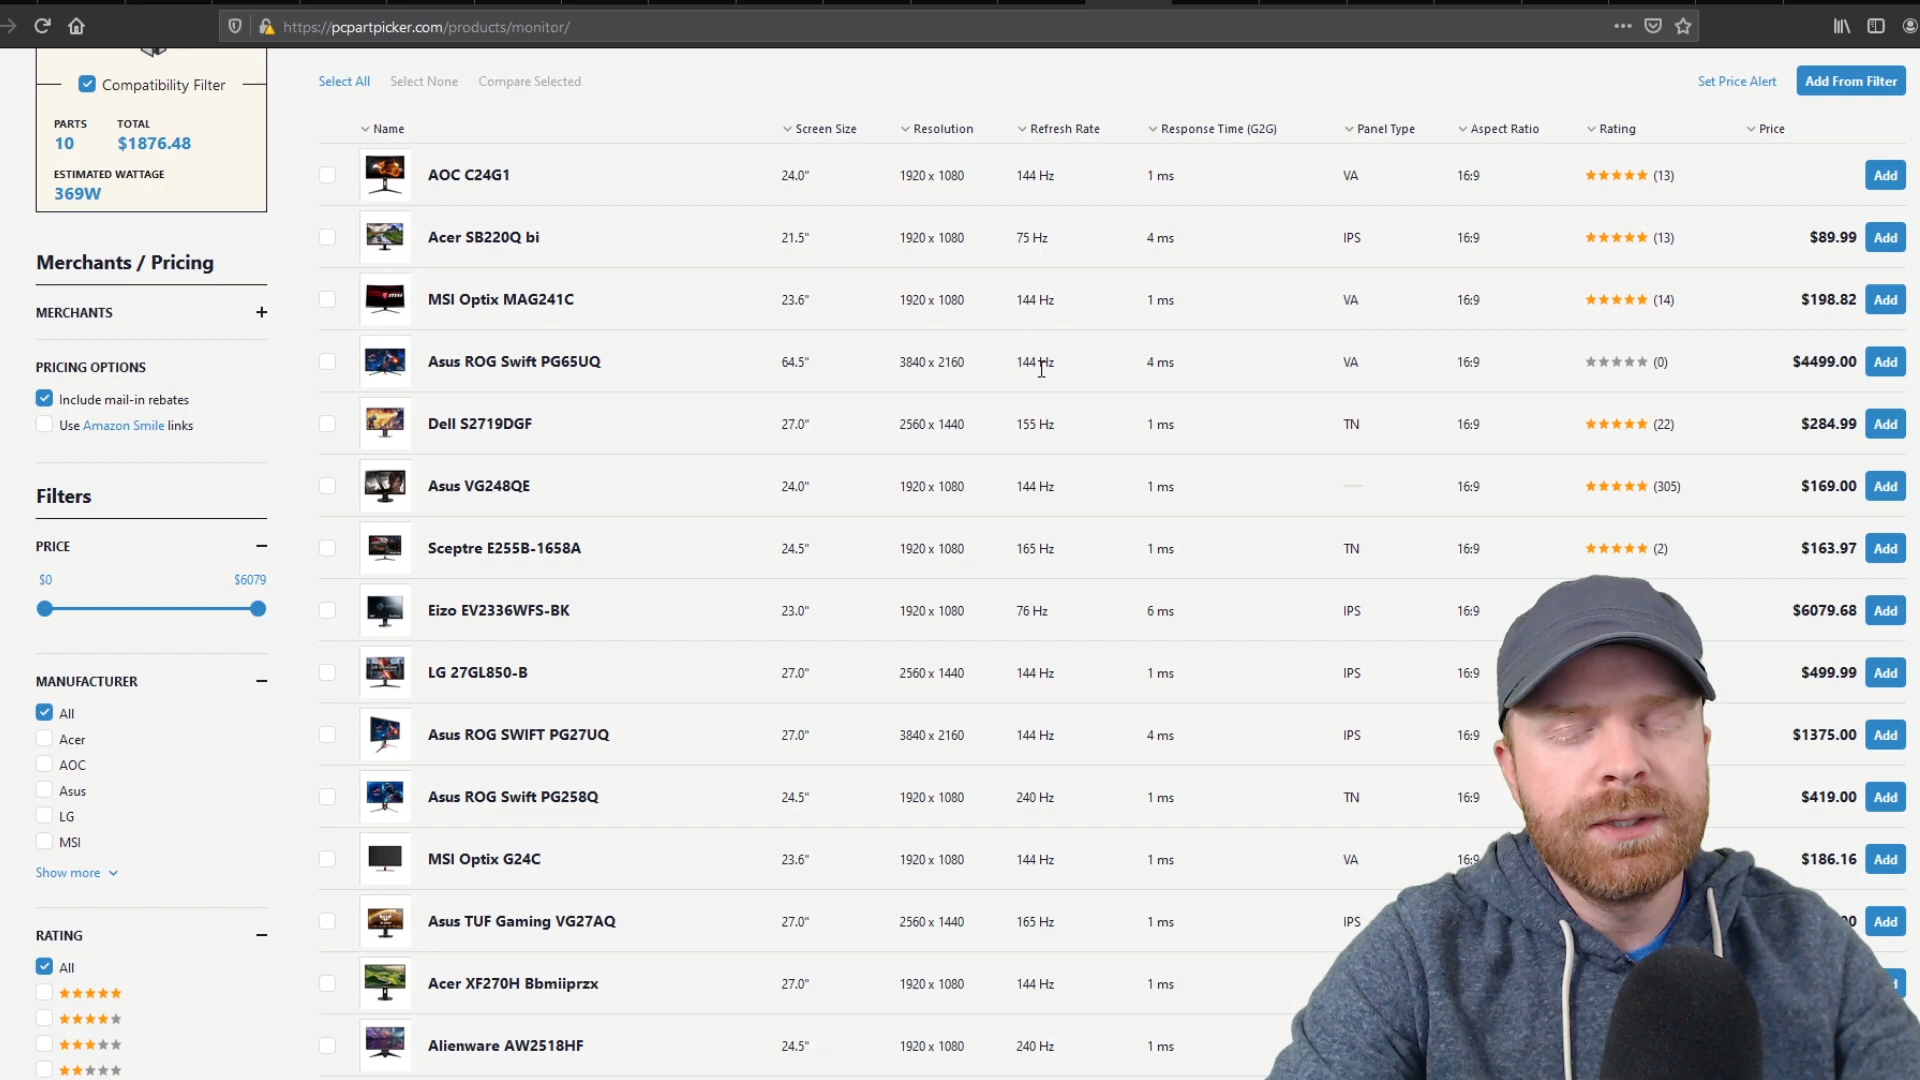 https://pcpartpicker.com/products/monitor/
Compatibility Filter
PARTS TOTAL
10 $1876.48
ESTIMATED WATTAGE
369W
Merchants / Pricing
MERCHANTS +
PRICING OPTIONS
Include mail-in rebates
Use Amazon Smile links
Filters
PRICE
$0 $6079
MANUFACTURER
All
Acer
AOC
Asus
LG
MSI
Show more
RATING
All
Select All Select None Compare Selected Set Price Alert Add From Filter
Name Screen Size Resolution Refresh Rate Response Time (G2G) Panel Type Aspect Ratio Rating Price
AOC C24G1 24.0" 1920 x 1080 144 Hz 1 ms VA 16:9 (13) Add
Acer SB220Q bi 21.5" 1920 x 1080 75 Hz 4 ms IPS 16:9 (13) $89.99 Add
MSI Optix MAG241C 23.6" 1920 x 1080 144 Hz 1 ms VA 16:9 (14) $198.82 Add
Asus ROG Swift PG65UQ 64.5" 3840 x 2160 144 Hz 4 ms VA 16:9 (0) $4499.00 Add
Dell S2719DGF 27.0" 2560 x 1440 155 Hz 1 ms TN 16:9 (22) $284.99 Add
Asus VG248QE 24.0" 1920 x 1080 144 Hz 1 ms 16:9 (305) $169.00 Add
Sceptre E255B-1658A 24.5" 1920 x 1080 165 Hz 1 ms TN 16:9 (2) $163.97 Add
Eizo EV2336WFS-BK 23.0" 1920 x 1080 76 Hz 6 ms IPS 16:9 $6079.68 Add
LG 27GL850-B 27.0" 2560 x 1440 144 Hz 1 ms IPS 16:9 $499.99 Add
Asus ROG SWIFT PG27UQ 27.0" 3840 x 2160 144 Hz 4 ms IPS 16:9 $1375.00 Add
Asus ROG Swift PG258Q 24.5" 1920 x 1080 240 Hz 1 ms TN 16:9 $419.00 Add
MSI Optix G24C 23.6" 1920 x 1080 144 Hz 1 ms VA 16:9 $186.16 Add
Asus TUF Gaming VG27AQ 27.0" 2560 x 1440 165 Hz 1 ms IPS Add
Acer XF270H Bbmiiprzx 27.0" 1920 x 1080 144 Hz 1 ms
Alienware AW2518HF 24.5" 1920 x 1080 240 Hz 1 ms